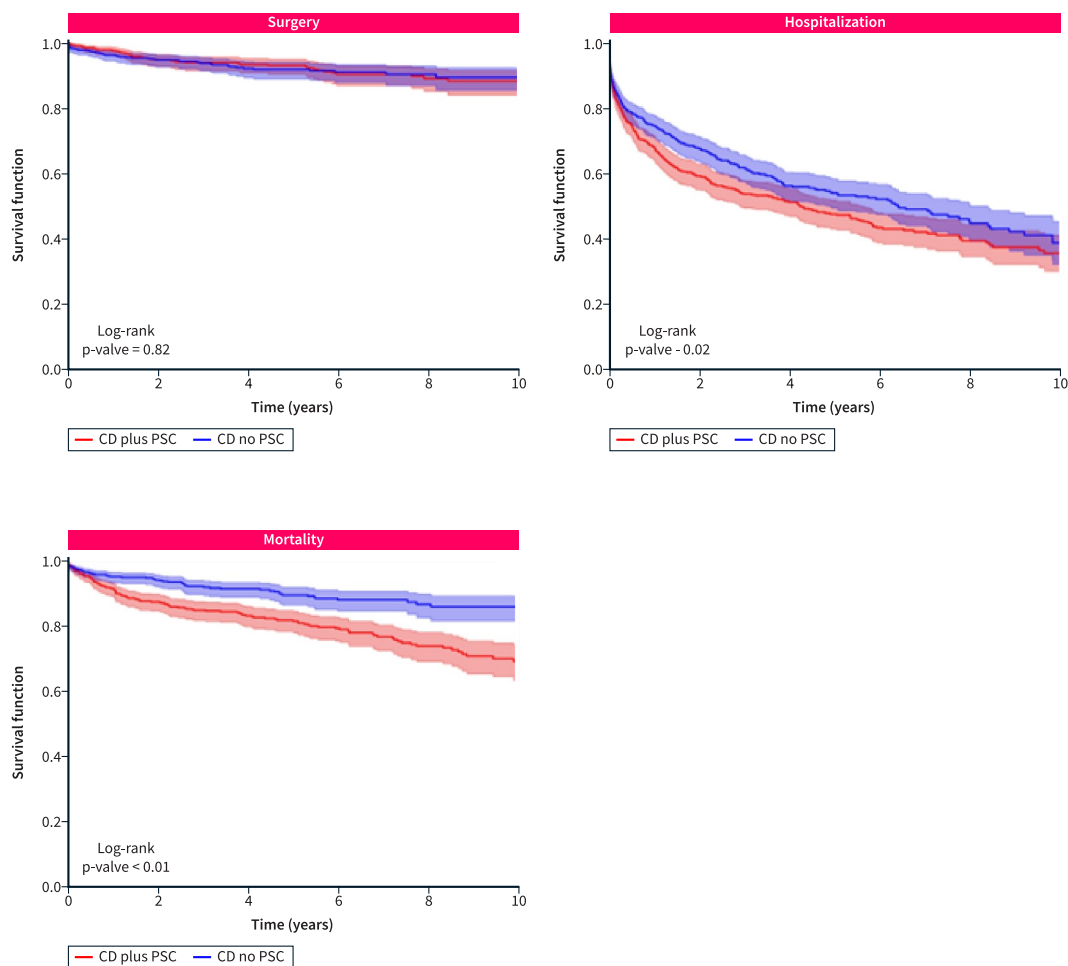 Surgery
1.0
0.8
0.6
0.4
0.2
0.0
Survival function
Log-rank
p-valve = 0.82
0 2 4 6 8 10
Time (years)
CD plus PSC CD no PSC
Hospitalization
1.0
0.8
0.6
0.4
0.2
0.0
Survival function
Log-rank
p-valve - 0.02
0 2 4 6 8 10
Time (years)
CD plus PSC CD no PSC
Mortality
1.0
0.8
0.6
0.4
0.2
0.0
Survival function
Log-rank
p-valve < 0.01
0 2 4 6 8 10
Time (years)
CD plus PSC CD no PSC